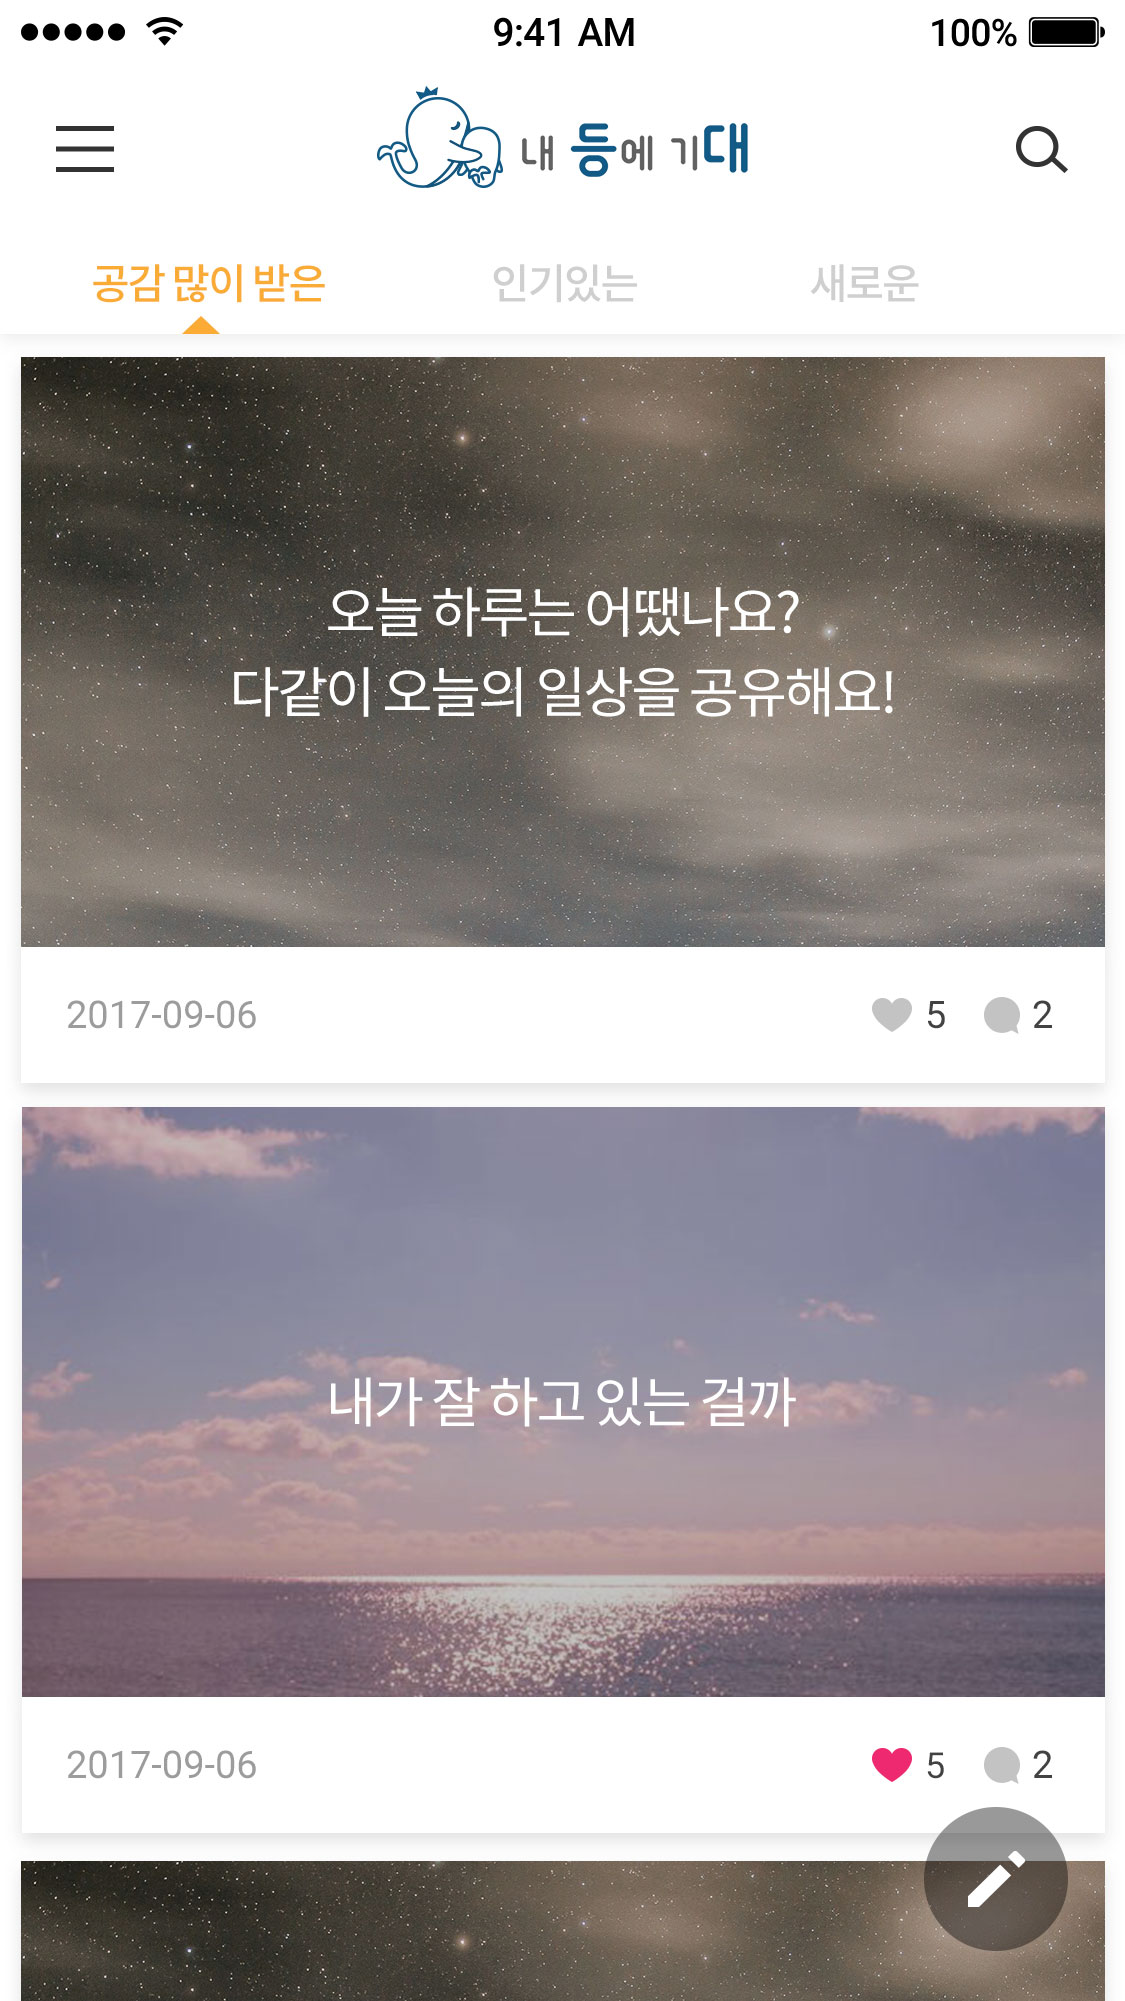 9:41 AM
100%
내 등에 기대
공감 많이 받은
인기있는
새로운
오늘 하루는 어땠나요?
다같이 오늘의 일상을 공유해요!
2017-09-06
5
2
내가 잘 하고 있는 걸까
2017-09-06
5
2